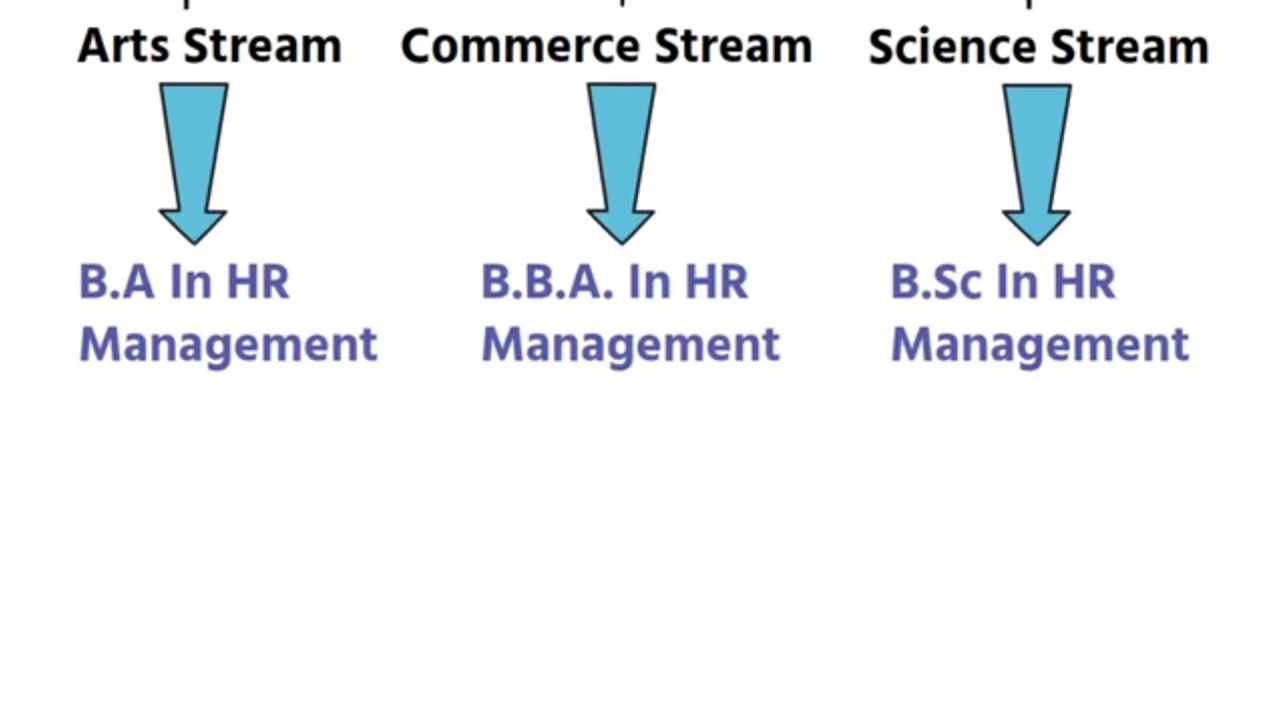 Arts Stream
Commerce Stream
Science Stream
B.A In HR
Management
B.B.A. In HR
Management
B.Sc In HR
Management